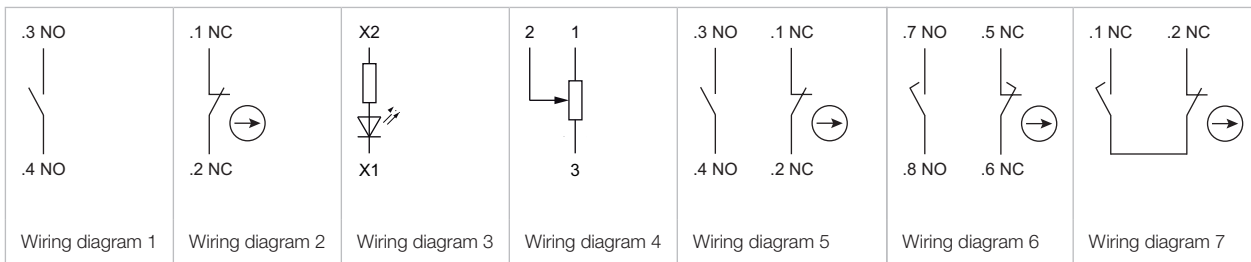 .3 NO
.4 NO
Wiring diagram 1
.1 NC
.2 NC
Wiring diagram 2
X2
X1
Wiring diagram 3
2 1
3
Wiring diagram 4
.3 NO .1 NC
.4 NO .2 NC
Wiring diagram 5
.7 NO .5 NC
.8 NO .6 NC
Wiring diagram 6
.1 NC .2 NC
Wiring diagram 7